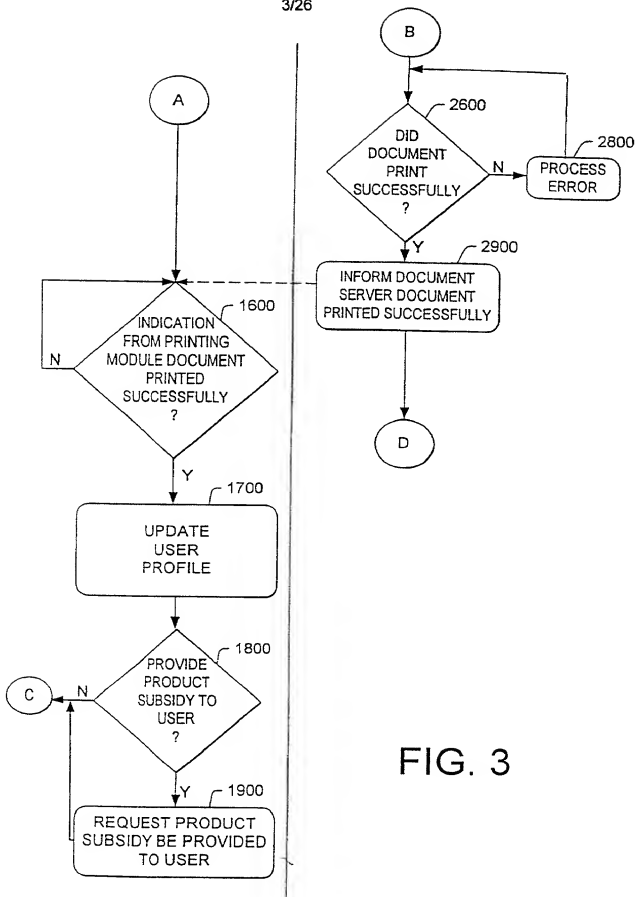 3/26
A
INDICATION
FROM PRINTING
MODULE DOCUMENT
PRINTED
SUCCESSFULLY
?
1600
N
Y
1700
UPDATE
USER
PROFILE
1800
PROVIDE
PRODUCT
SUBSIDY TO
USER
?
N
C
Y
1900
REQUEST PRODUCT
SUBSIDY BE PROVIDED
TO USER
B
2600
DID
DOCUMENT
PRINT
SUCCESSFULLY
?
N
2800
PROCESS
ERROR
Y
2900
INFORM DOCUMENT
SERVER DOCUMENT
PRINTED SUCCESSFULLY
D
FIG. 3